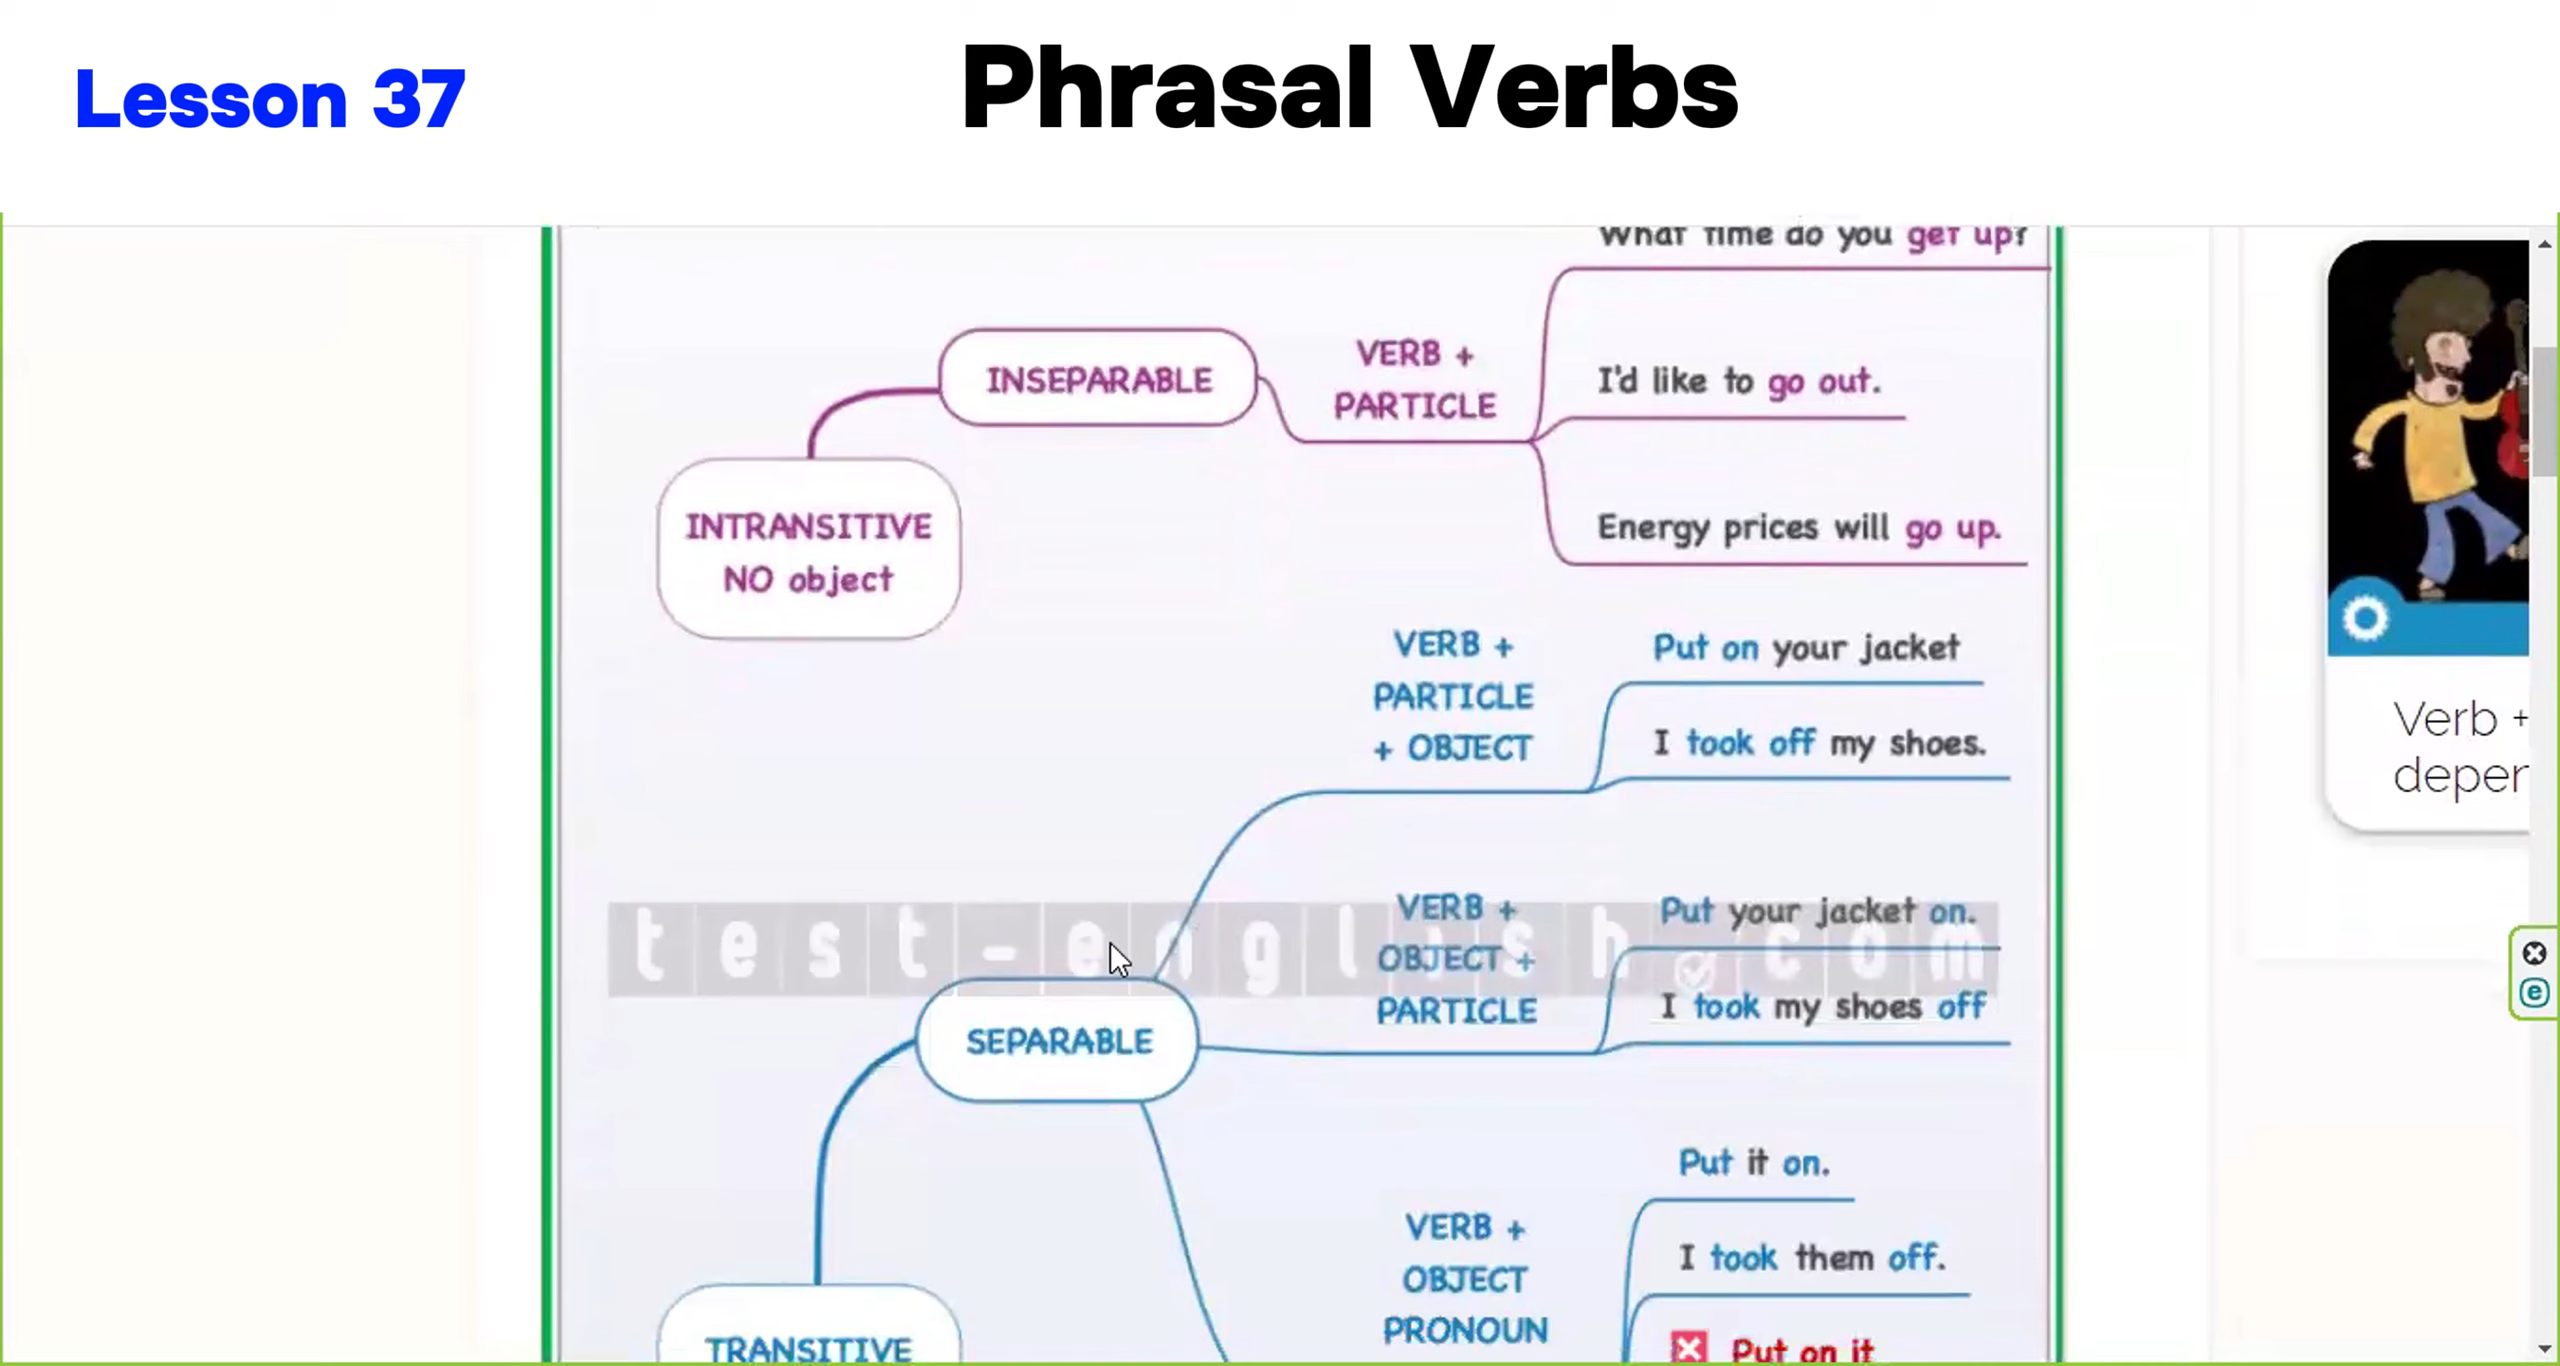 Lesson 37
Phrasal Verbs
What time do you get up?
INSEPARABLE
VERB +
PARTICLE
I'd like to go out.
INTRANSITIVE
NO object
Energy prices will go up.
VERB +
PARTICLE
+ OBJECT
Put on your jacket
I took off my shoes.
Verb +
VERB +
OBJECT +
PARTICLE
Put your jacket on.
I took my shoes off
test-english.com
SEPARABLE
VERB +
OBJECT
PRONOUN
Put it on.
I took them off.
Put on it
TRANSITIVE